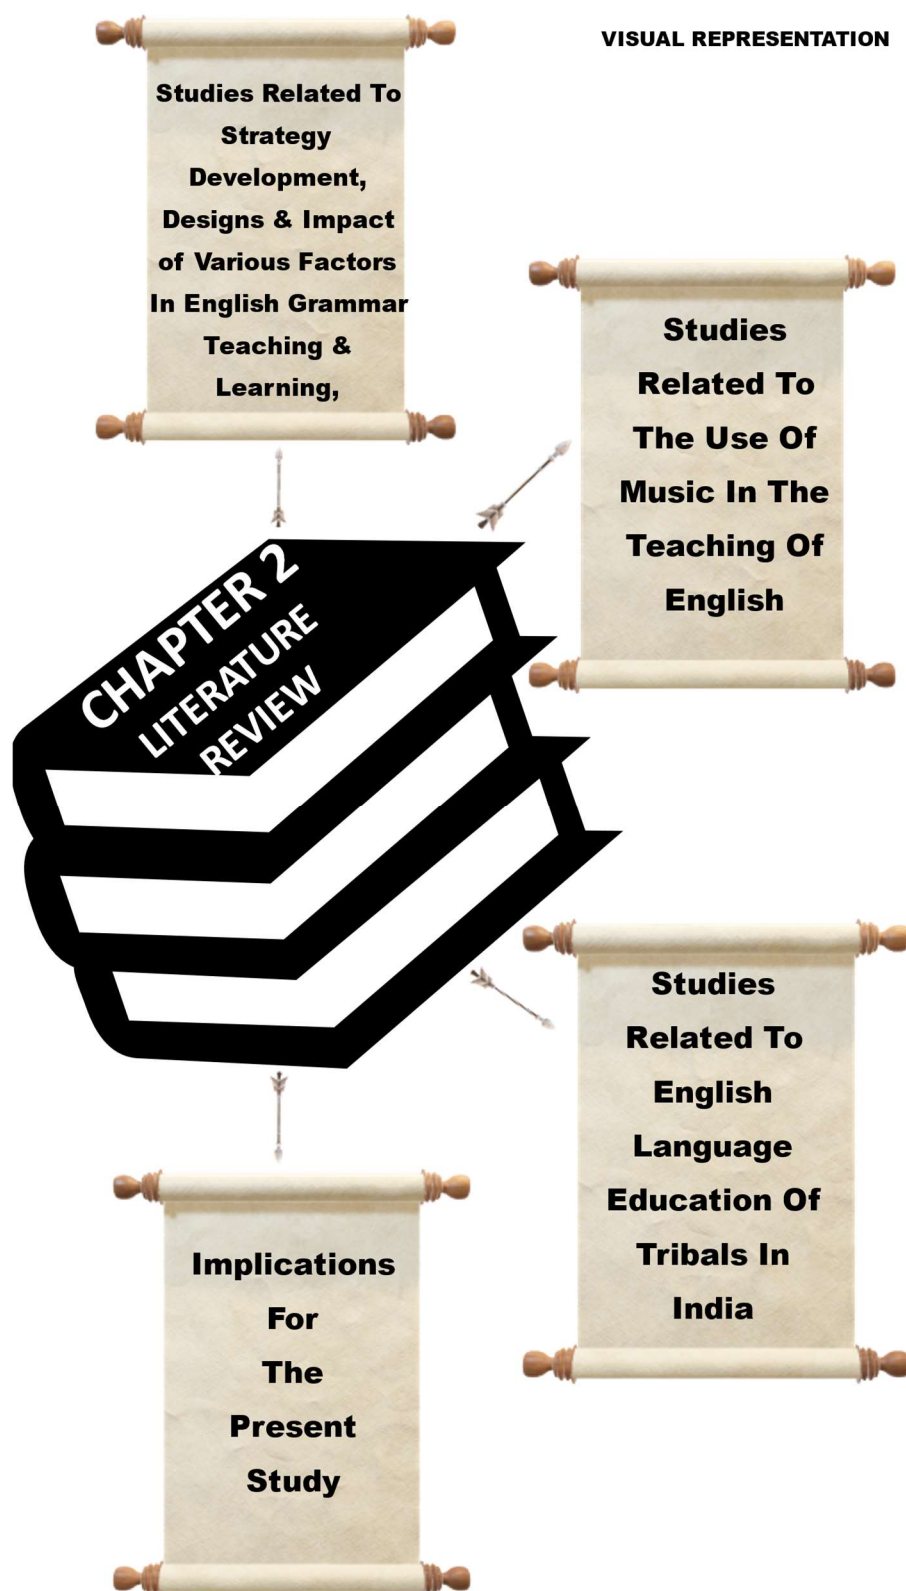 VISUAL REPRESENTATION
Studies Related To
Strategy
Development,
Designs & Impact
of Various Factors
In English Grammar
Teaching &
Learning,
Studies
Related To
The Use Of
Music In The
Teaching Of
English
CHAPTER 2
LITERATURE
REVIEW
Studies
Related To
English
Language
Education Of
Tribals In
India
Implications
For
The
Present
Study